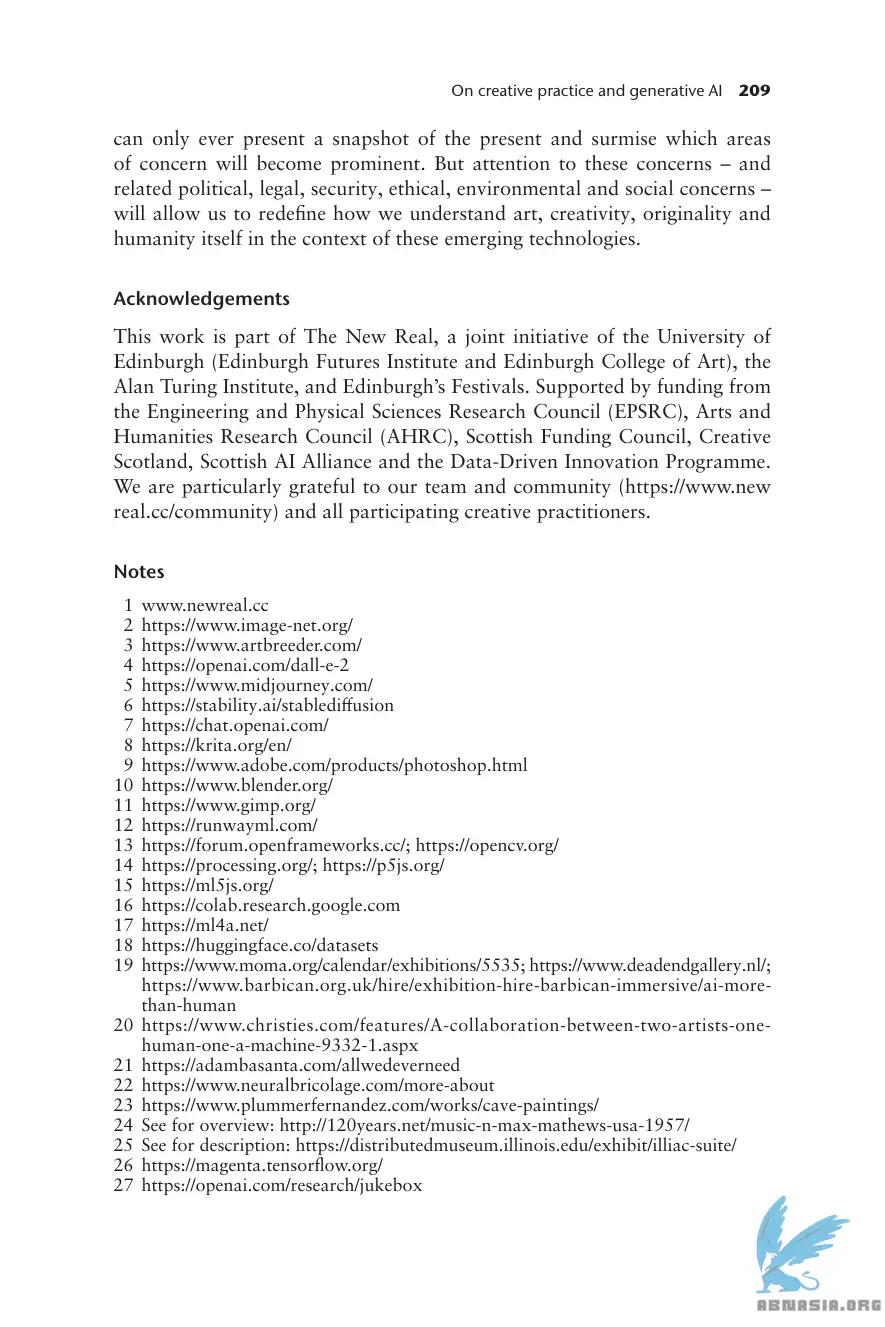 On creative practice and generative AI 209
can only ever present a snapshot of the present and surmise which areas
of concern will become prominent. But attention to these concerns – and
related political, legal, security, ethical, environmental and social concerns –
will allow us to redefine how we understand art, creativity, originality and
humanity itself in the context of these emerging technologies.
Acknowledgements
This work is part of The New Real, a joint initiative of the University of
Edinburgh (Edinburgh Futures Institute and Edinburgh College of Art), the
Alan Turing Institute, and Edinburgh’s Festivals. Supported by funding from
the Engineering and Physical Sciences Research Council (EPSRC), Arts and
Humanities Research Council (AHRC), Scottish Funding Council, Creative
Scotland, Scottish AI Alliance and the Data-Driven Innovation Programme.
We are particularly grateful to our team and community (https://www.new
real.cc/community) and all participating creative practitioners.
Notes
1 www.newreal.cc
2 https://www.image-net.org/
3 https://www.artbreeder.com/
4 https://openai.com/dall-e-2
5 https://www.midjourney.com/
6 https://stability.ai/stablediffusion
7 https://chat.openai.com/
8 https://krita.org/en/
9 https://www.adobe.com/products/photoshop.html
10 https://www.blender.org/
11 https://www.gimp.org/
12 https://runwayml.com/
13 https://forum.openframeworks.cc/; https://opencv.org/
14 https://processing.org/; https://p5js.org/
15 https://ml5js.org/
16 https://colab.research.google.com
17 https://ml4a.net/
18 https://huggingface.co/datasets
19 https://www.moma.org/calendar/exhibitions/5535; https://www.deadendgallery.nl/;
https://www.barbican.org.uk/hire/exhibition-hire-barbican-immersive/ai-more-
than-human
20 https://www.christies.com/features/A-collaboration-between-two-artists-one-
human-one-a-machine-9332-1.aspx
21 https://adambasanta.com/allwedeverneed
22 https://www.neuralbricolage.com/more-about
23 https://www.plummerfernandez.com/works/cave-paintings/
24 See for overview: http://120years.net/music-n-max-mathews-usa-1957/
25 See for description: https://distributedmuseum.illinois.edu/exhibit/illiac-suite/
26 https://magenta.tensorflow.org/
27 https://openai.com/research/jukebox
ABNASIA.ORG